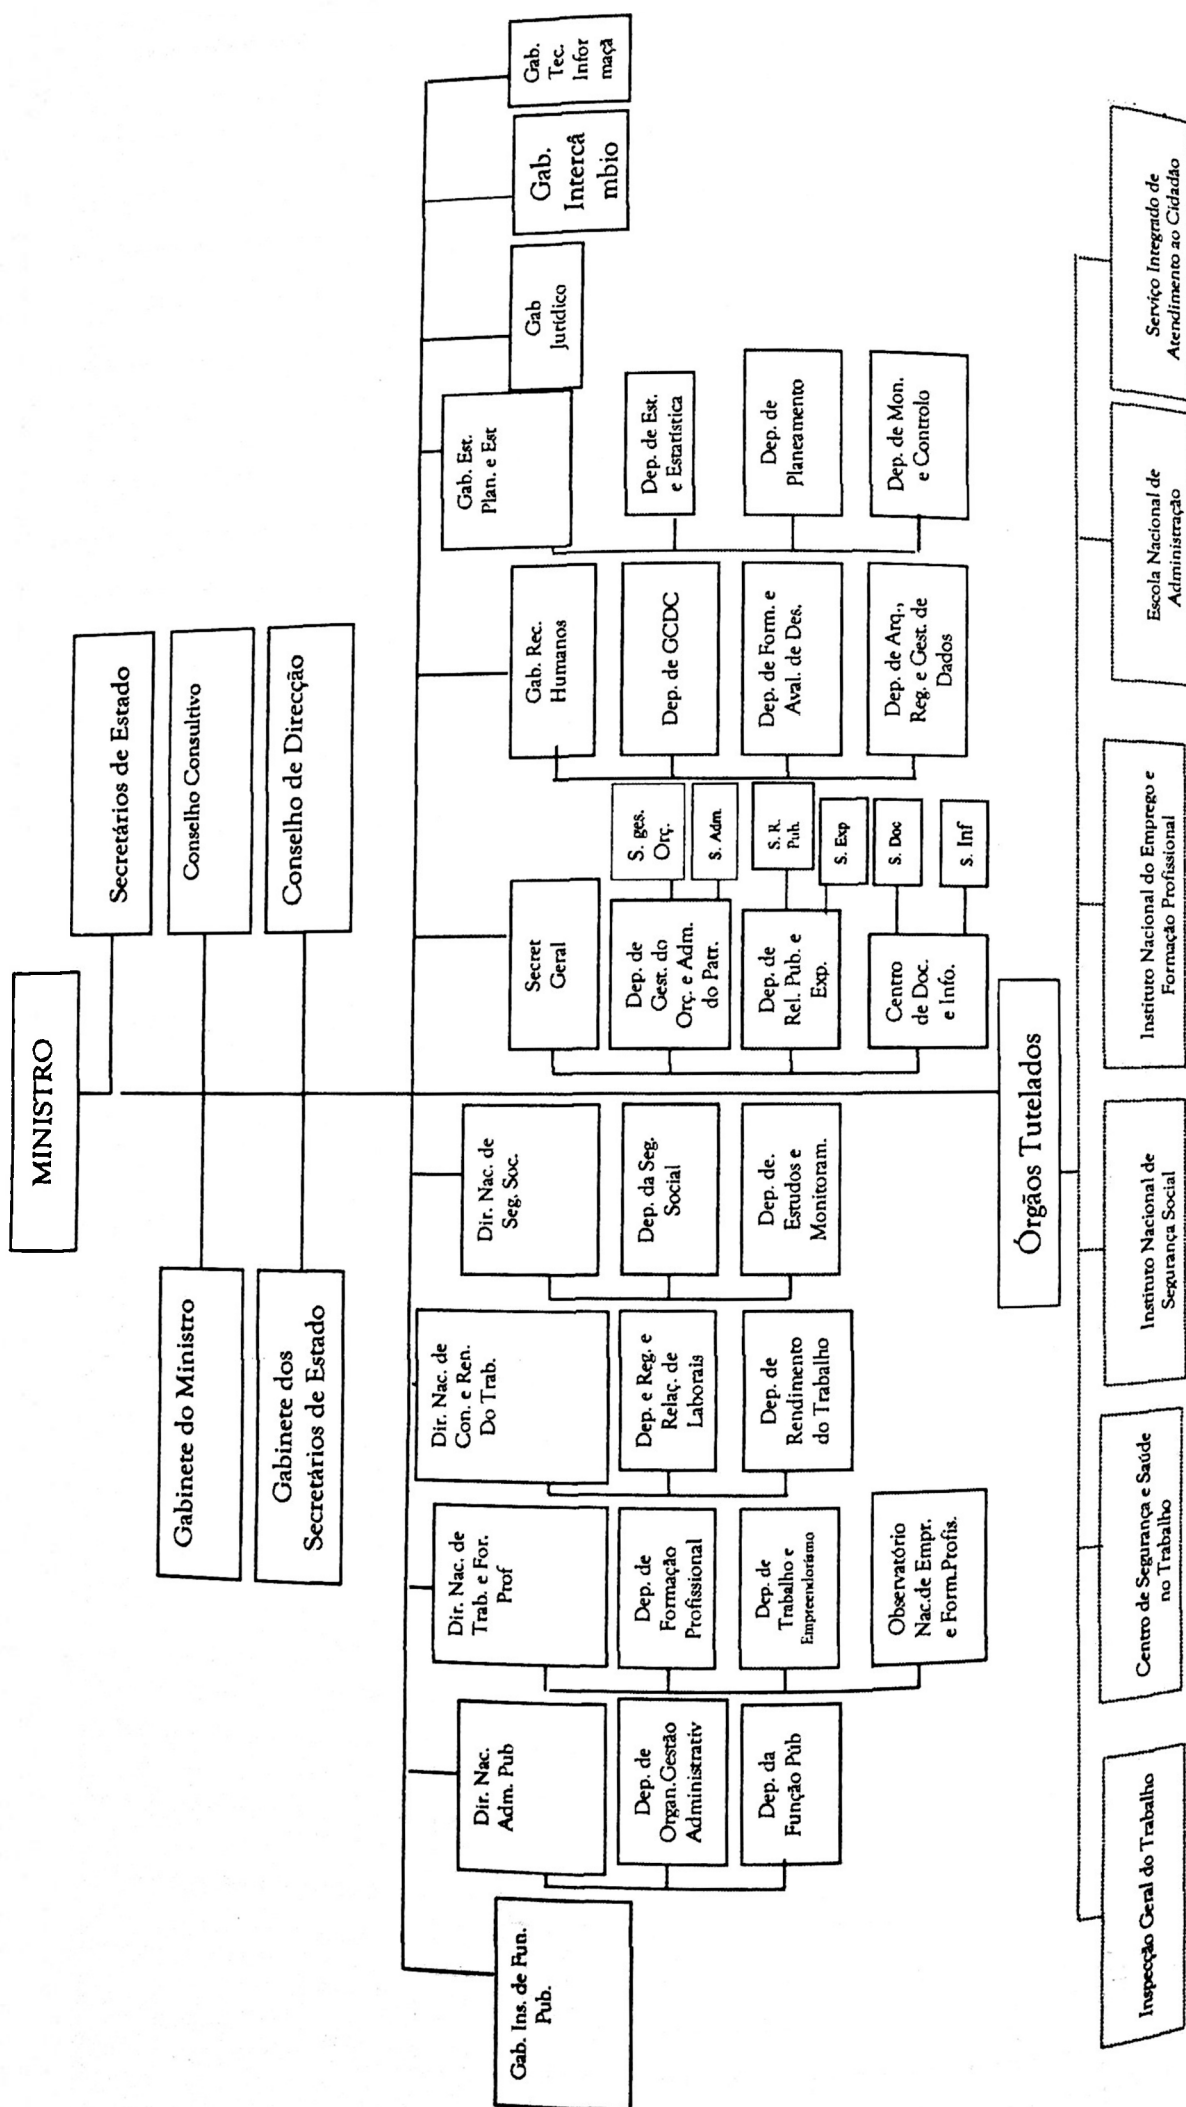 MINISTRO
Secretários de Estado
Gabinete do Ministro
Conselho Consultivo
Gabinete dos
Secretários de Estado
Conselho de Direcção
Gab. Ins. de Fun.
Pub.
Dir. Nac.
Adm. Pub
Dep. de
Organ.Gestão
Administrativ
Dep. da
Função Púb
Dir. Nac. de
Trab. e For.
Prof
Dep. de
Formação
Profissional
Dep. de
Trabalho e
Empreendorismo
Observatório
Nac.de Empr.
e Form.Profis.
Dir. Nac. de
Con. e Ren.
Do Trab.
Dep. e Reg. e
Relaç. de
Laborais
Dep. de
Rendimento
do Trabalho
Dir. Nac. de
Seg. Soc.
Dep. da Seg.
Social
Dep. de.
Estudos e
Monitoram.
Secret
Geral
Dep. de
Gest. do
Orç. e Adm.
do Patr.
S. ges.
Orç.
S. Adm.
Dep. de
Rel. Pub. e
Exp.
S. R.
Puh.
S. Exp
Centro
de Doc.
e Info.
S. Doc
S. Inf
Gab. Rec.
Humanos
Dep. de GCDC
Dep. de Form. e
Aval. de Des.
Dep. de Arq.,
Reg. e Gest. de
Dados
Gab. Est.
Plan. e Est
Dep. de Est.
e Estatística
Dep. de
Planeamento
Dep. de Mon.
e Controlo
Gab
Jurídico
Gab.
Intercâ
mbio
Gab.
Tec.
Infor
maçã
Órgãos Tutelados
Inspecção Geral do Trabalho
Centro de Segurança e Saúde
no Trabalho
Instituto Nacional de
Segurança Social
Instituto Nacional do Emprego e
Formação Profissional
Escola Nacional de
Administração
Serviço Integrado de
Atendimento ao Cidadão